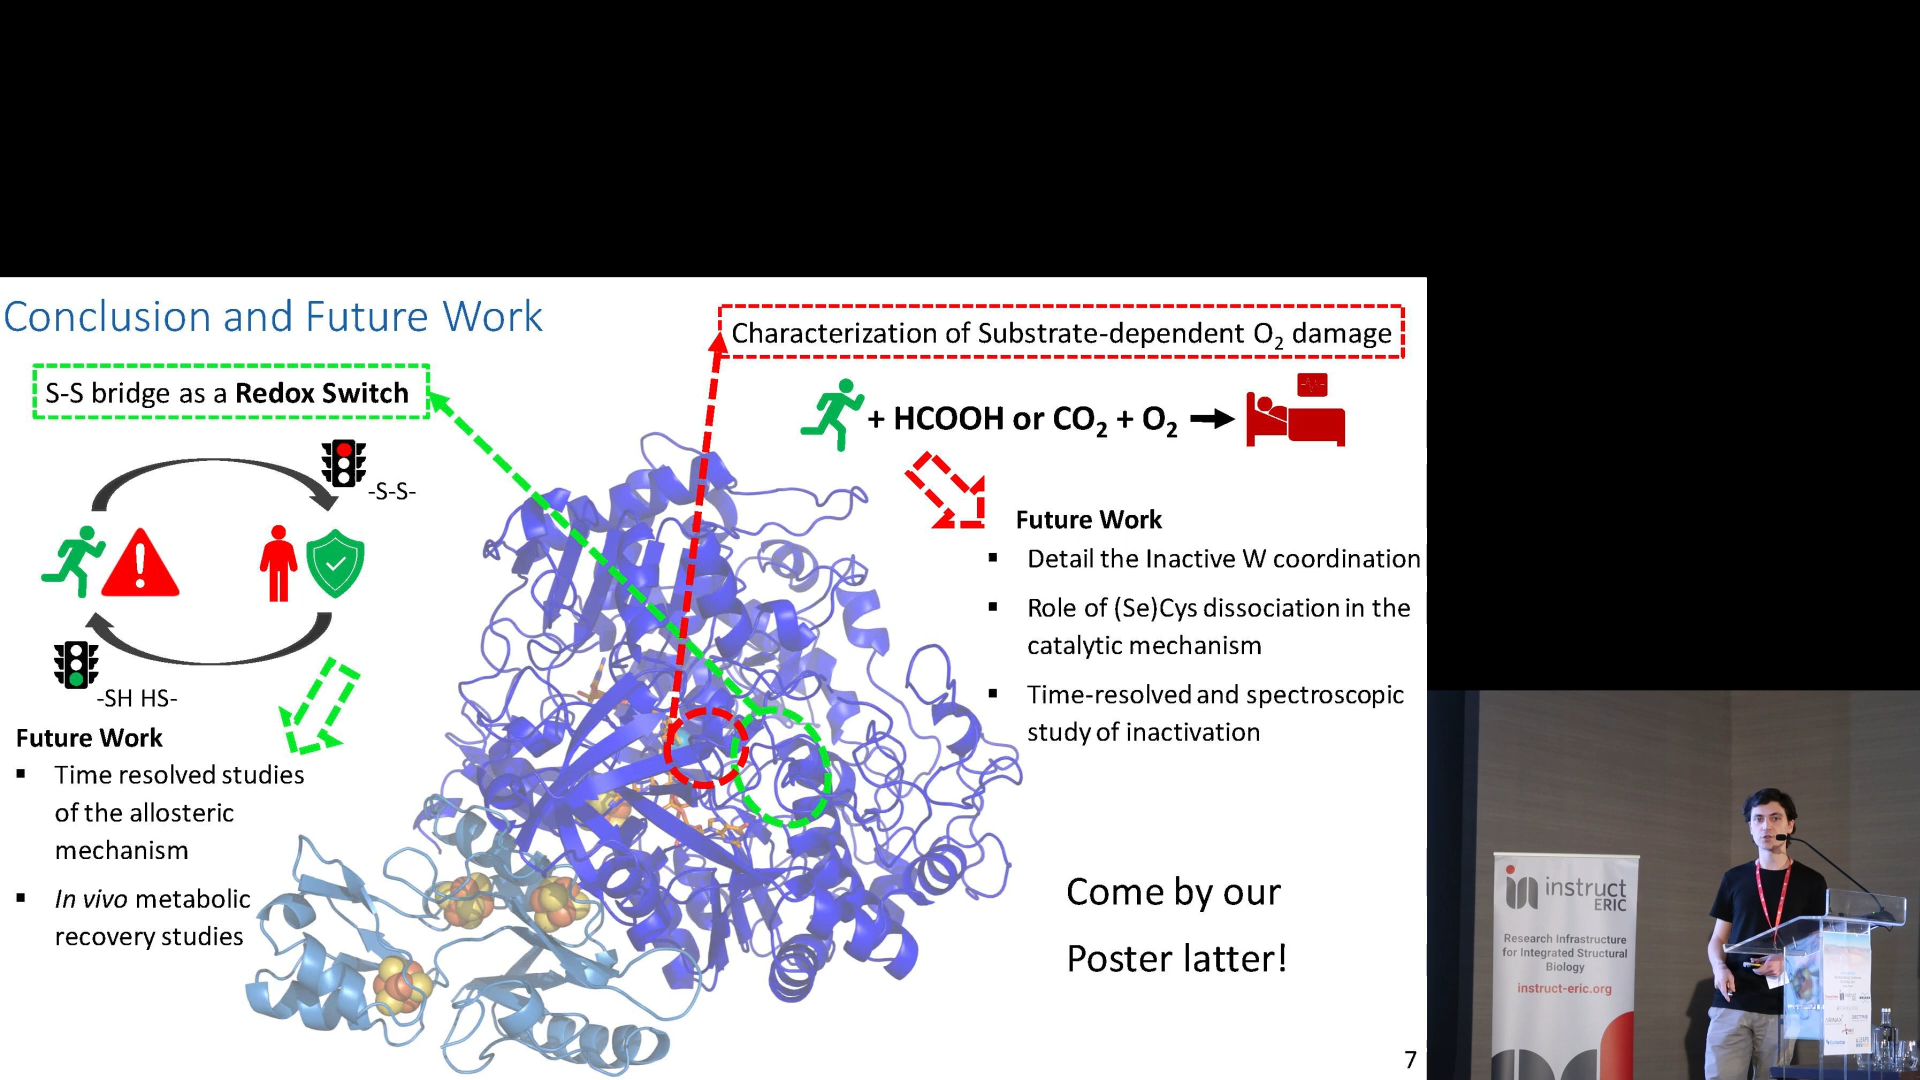 Conclusion and Future Work
S-S bridge as a Redox Switch
-S-S-
-SH HS-
Future Work
▪ Time resolved studies
of the allosteric
mechanism
▪ In vivo metabolic
recovery studies
Characterization of Substrate-dependent O₂ damage
+ HCOOH or CO₂ + O₂
Future Work
▪ Detail the Inactive W coordination
▪ Role of (Se)Cys dissociation in the
catalytic mechanism
▪ Time-resolved and spectroscopic
study of inactivation
Come by our
Poster latter!
7
instruct
ERIC
Research Infrastructure
for Integrated Structural
Biology
instruct-eric.org